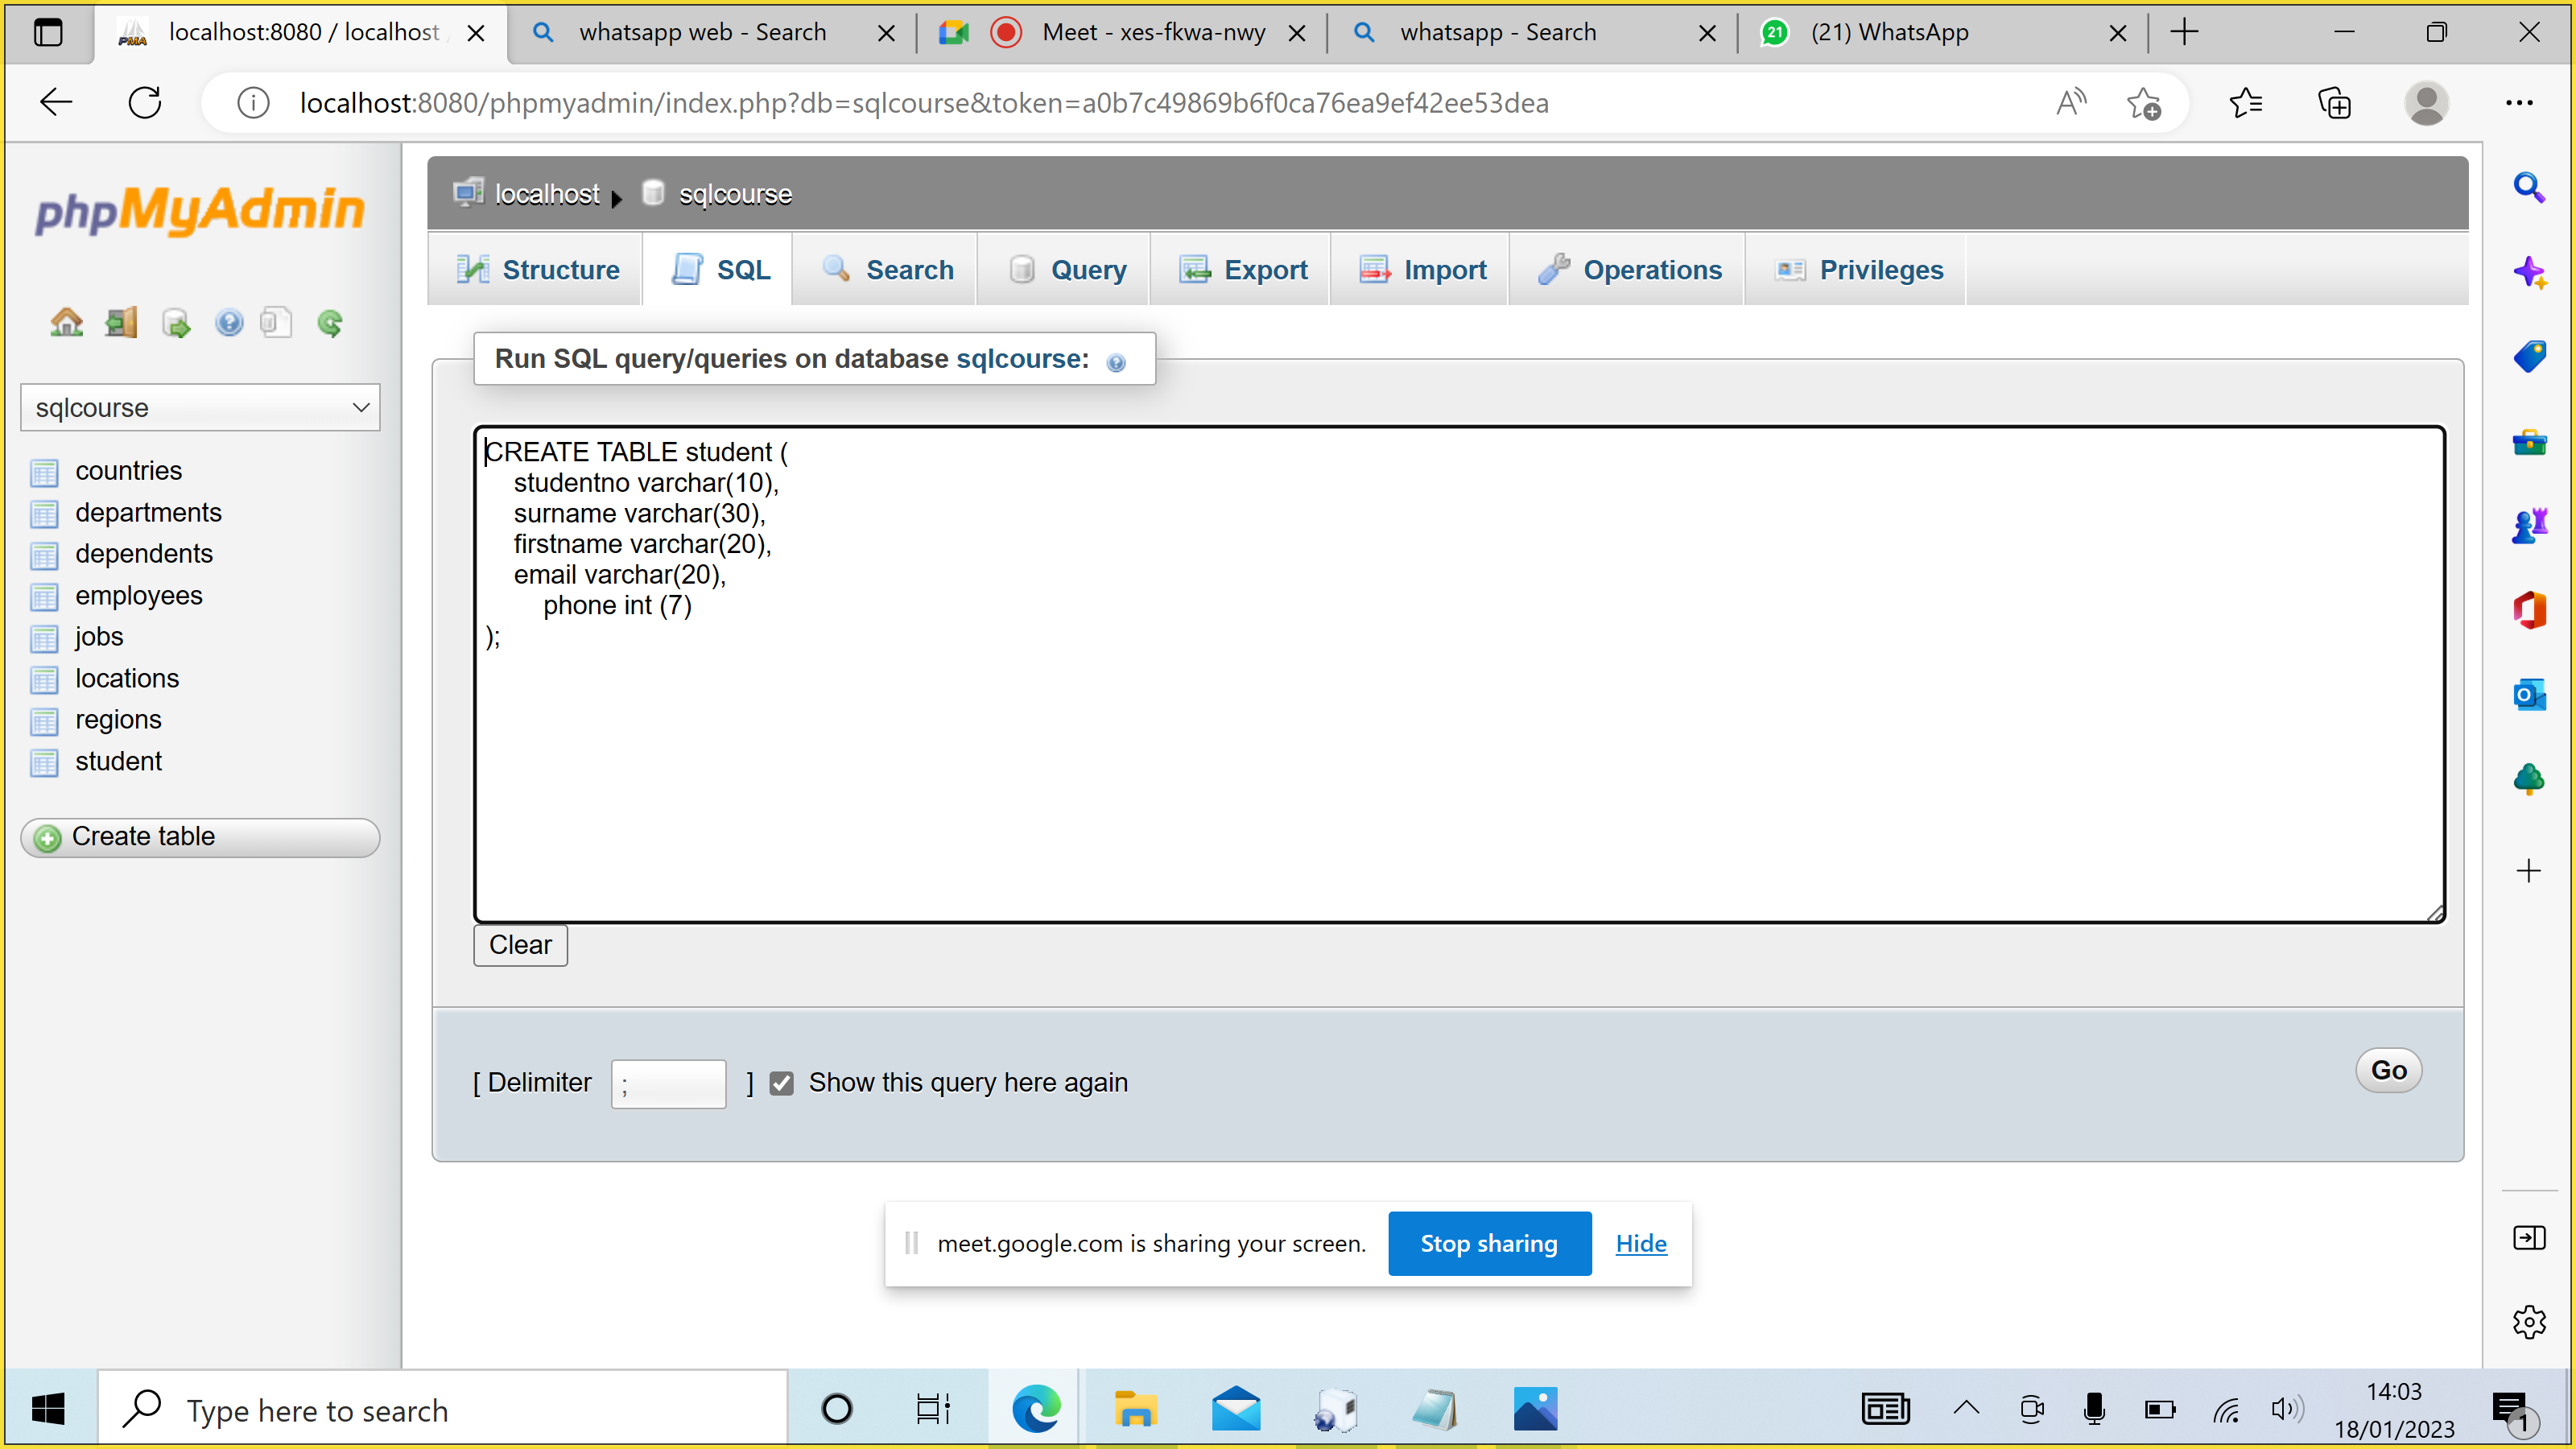 localhost:8080 / localhost /
whatsapp web - Search
Meet - xes-fkwa-nwy
whatsapp - Search
21
(21) WhatsApp
localhost:8080/phpmyadmin/index.php?db=sqlcourse&token=a0b7c49869b6f0ca76ea9ef42ee53dea
phpMyAdmin
sqlcourse
countries
departments
dependents
employees
jobs
locations
regions
student
Create table
localhost
sqlcourse
Structure
SQL
Search
Query
Export
Import
Operations
Privileges
Run SQL query/queries on database sqlcourse:
CREATE TABLE student (
studentno varchar(10),
surname varchar(30),
firstname varchar(20),
email varchar(20),
phone int (7)
);
Clear
[ Delimiter ; ] Show this query here again
Go
meet.google.com is sharing your screen.
Stop sharing
Hide
Type here to search
14:03
18/01/2023
1